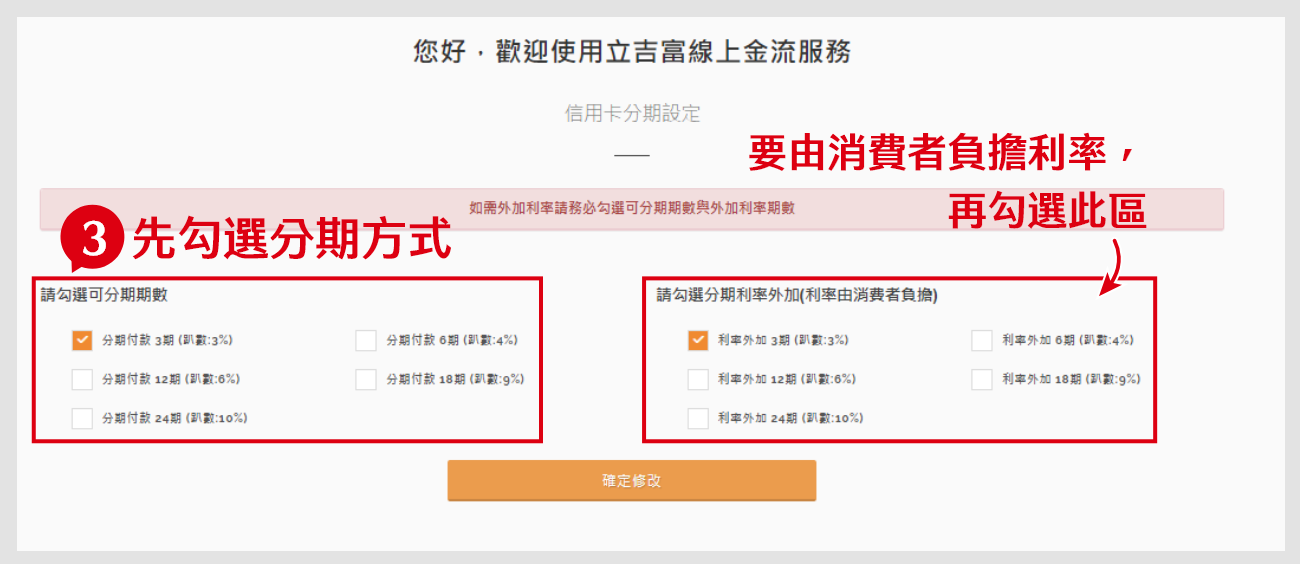 您好，歡迎使用立吉富線上金流服務
信用卡分期設定
要由消費者負擔利率，
再勾選此區
如需外加利率請務必勾選可分期期數與外加利率期數
3 先勾選分期方式
請勾選可分期期數
分期付款 3期 (趴數:3%)
分期付款 6期 (趴數:4%)
分期付款 12期 (趴數:6%)
分期付款 18期 (趴數:9%)
分期付款 24期 (趴數:10%)
請勾選分期利率外加(利率由消費者負擔)
利率外加 3期 (趴數:3%)
利率外加 6期 (趴數:4%)
利率外加 12期 (趴數:6%)
利率外加 18期 (趴數:9%)
利率外加 24期 (趴數:10%)
確定修改